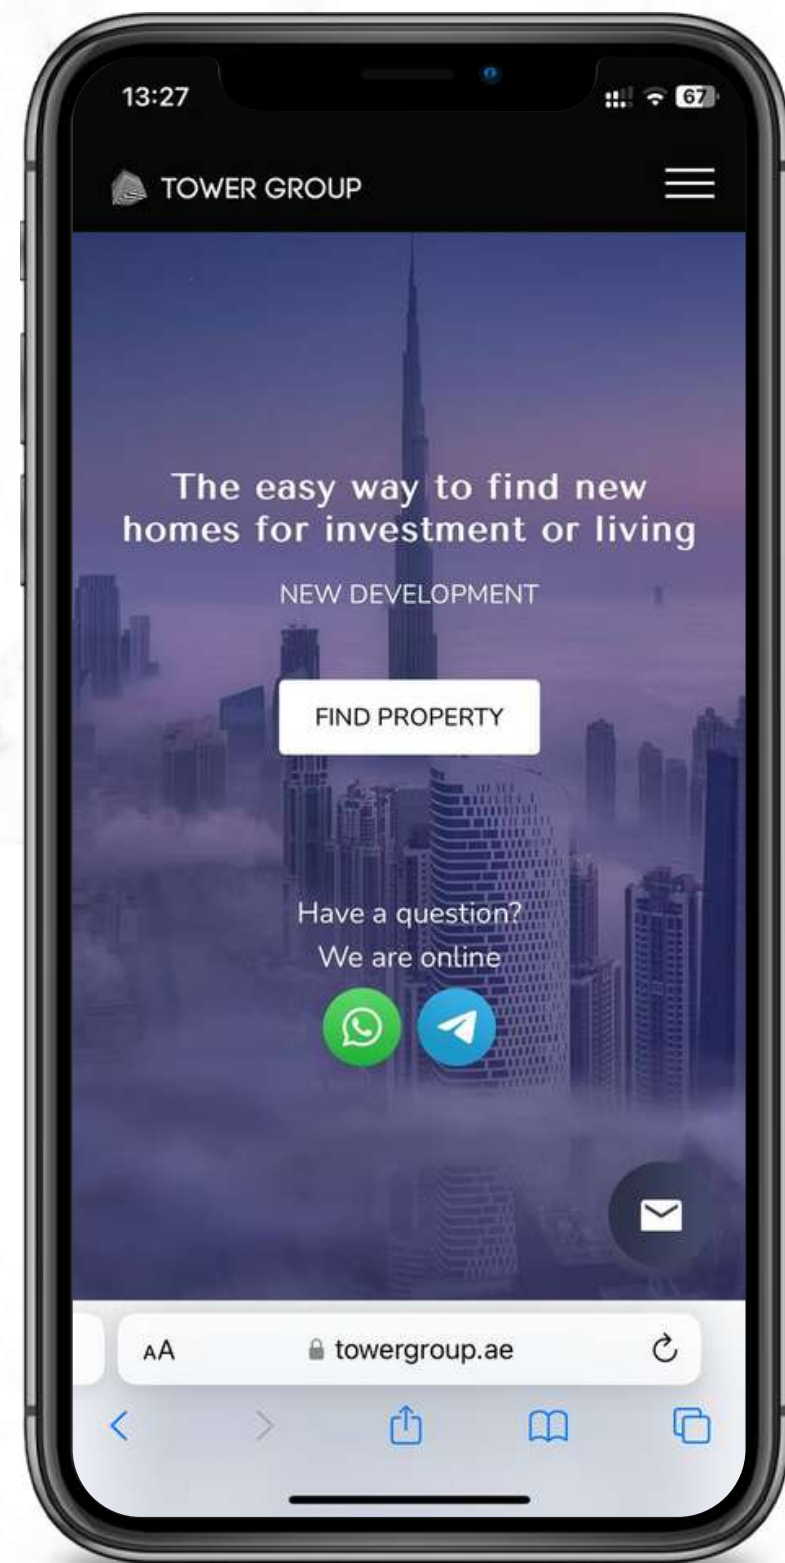 13:27
67
TOWER GROUP
The easy way to find new
homes for investment or living
NEW DEVELOPMENT
FIND PROPERTY
Have a question?
We are online
AA
towergroup.ae